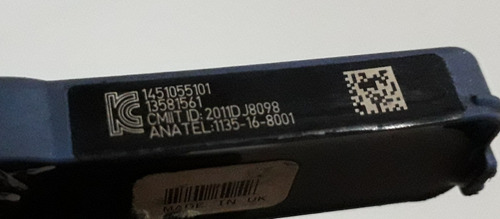 1451055101
13581561
CMIIT ID: 2011DJ8098
ANATEL:1135-16-8001
MADE IN UK